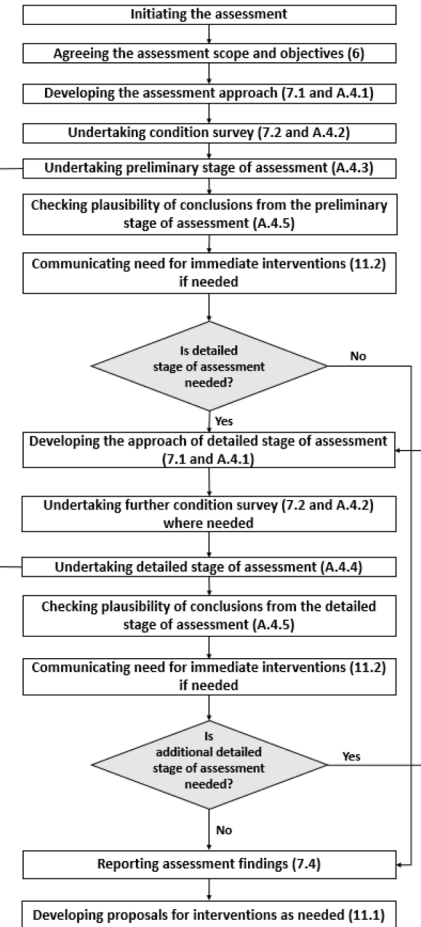 Initiating the assessment
Agreeing the assessment scope and objectives (6)
Developing the assessment approach (7.1 and A.4.1)
Undertaking condition survey (7.2 and A.4.2)
Undertaking preliminary stage of assessment (A.4.3)
Checking plausibility of conclusions from the preliminary
stage of assessment (A.4.5)
Communicating need for immediate interventions (11.2)
if needed
Is detailed
stage of assessment
needed?
No
Yes
Developing the approach of detailed stage of assessment
(7.1 and A.4.1)
Undertaking further condition survey (7.2 and A.4.2)
where needed
Undertaking detailed stage of assessment (A.4.4)
Checking plausibility of conclusions from the detailed
stage of assessment (A.4.5)
Communicating need for immediate interventions (11.2)
if needed
Is
additional detailed
stage of assessment
needed?
Yes
No
Reporting assessment findings (7.4)
Developing proposals for interventions as needed (11.1)